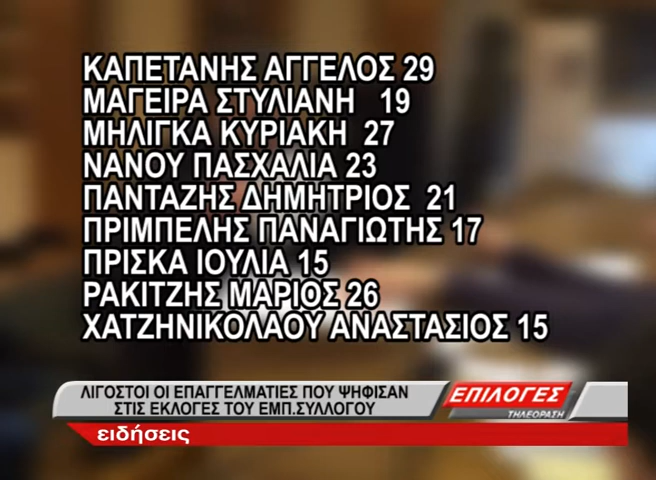 ΚΑΠΕΤΑΝΗΣ ΑΓΓΕΛΟΣ 29
ΜΑΓΕΙΡΑ ΣΤΥΛΙΑΝΗ 19
ΜΗΛΙΓΚΑ ΚΥΡΙΑΚΗ 27
ΝΑΝΟΥ ΠΑΣΧΑΛΙΑ 23
ΠΑΝΤΑΖΗΣ ΔΗΜΗΤΡΙΟΣ 21
ΠΡΙΜΠΕΛΗΣ ΠΑΝΑΓΙΩΤΗΣ 17
ΠΡΙΣΚΑ ΙΟΥΛΙΑ 15
ΡΑΚΙΤΖΗΣ ΜΑΡΙΟΣ 26
ΧΑΤΖΗΝΙΚΟΛΑΟΥ ΑΝΑΣΤΑΣΙΟΣ 15
ΛΙΓΟΣΤΟΙ ΟΙ ΕΠΑΓΓΕΛΜΑΤΙΕΣ ΠΟΥ ΨΗΦΙΣΑΝ
ΣΤΙΣ ΕΚΛΟΓΕΣ ΤΟΥ ΕΜΠ.ΣΥΛΛΟΓΟΥ
ΕΠΙΛΟΓΕΣ
ΤΗΛΕΟΡΑΣΗ
ειδήσεις